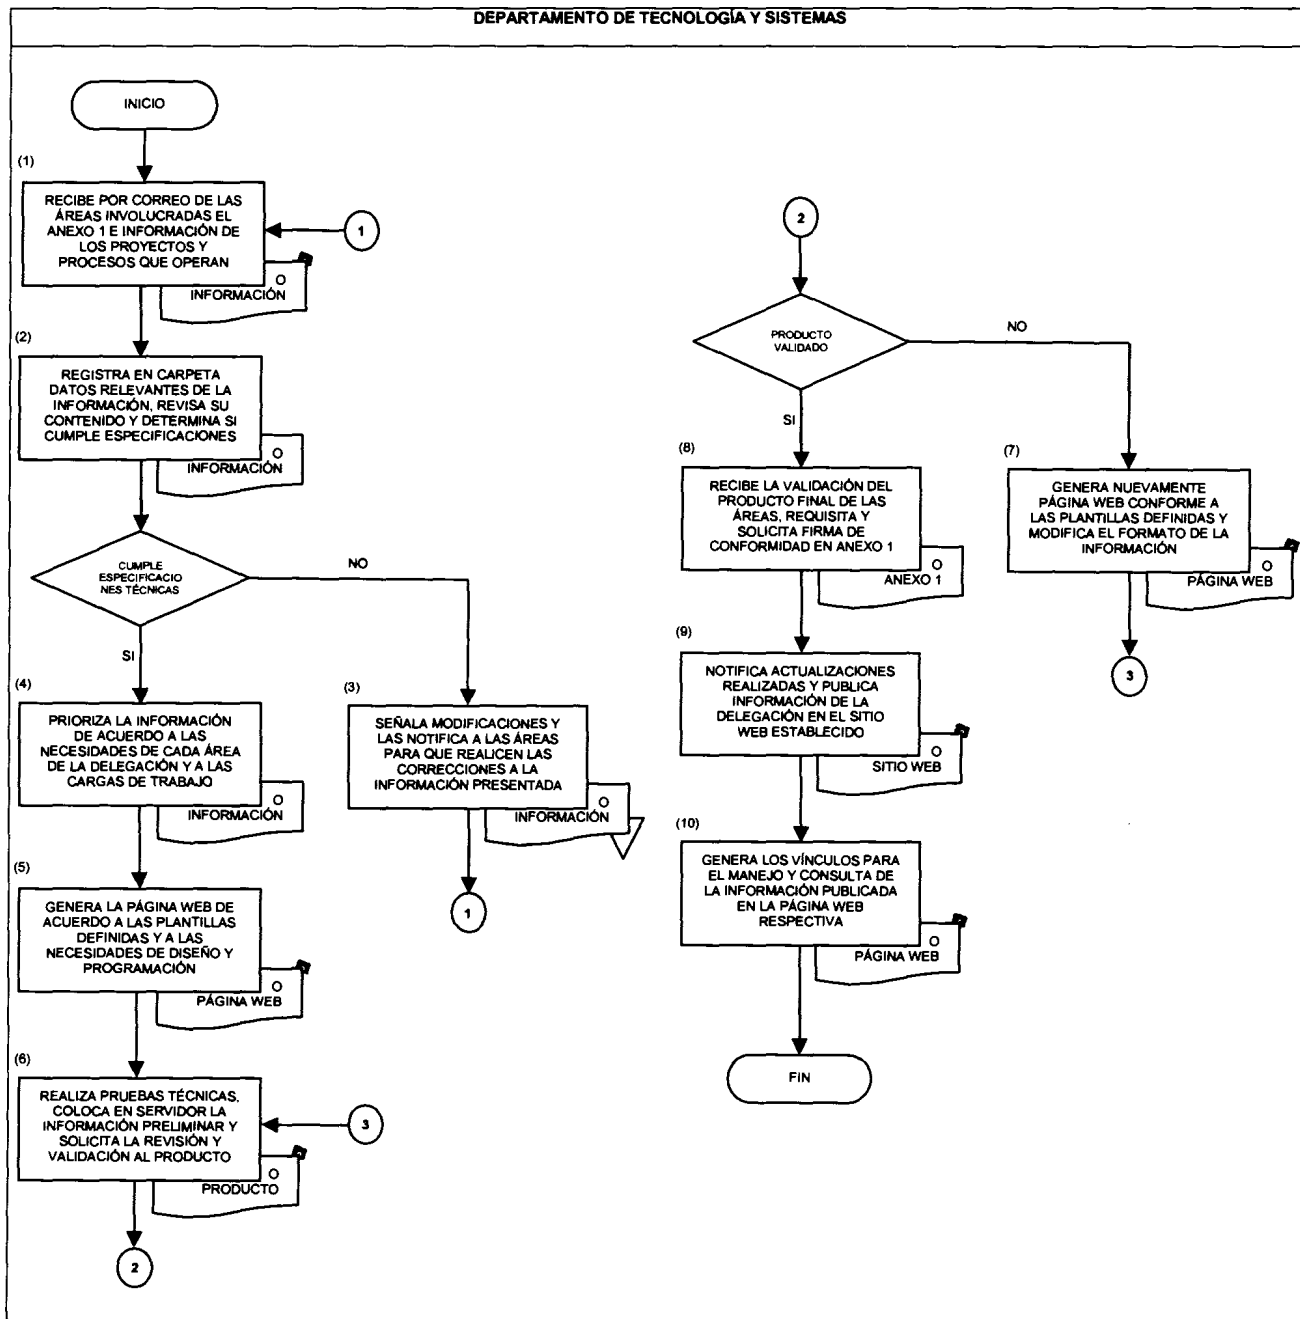 DEPARTAMENTO DE TECNOLOGÍA Y SISTEMAS
INICIO
(1)
RECIBE POR CORREO DE LAS
ÁREAS INVOLUCRADAS EL
ANEXO 1 E INFORMACIÓN DE
LOS PROYECTOS Y
PROCESOS QUE OPERAN
1
O
INFORMACIÓN
(2)
REGISTRA EN CARPETA
DATOS RELEVANTES DE LA
INFORMACIÓN, REVISA SU
CONTENIDO Y DETERMINA SI
CUMPLE ESPECIFICACIONES
O
INFORMACIÓN
CUMPLE
ESPECIFICACIO
NES TÉCNICAS
NO
SI
(3)
SEÑALA MODIFICACIONES Y
LAS NOTIFICA A LAS ÁREAS
PARA QUE REALICEN LAS
CORRECCIONES A LA
INFORMACIÓN PRESENTADA
O
INFORMACIÓN
1
(4)
PRIORIZA LA INFORMACIÓN
DE ACUERDO A LAS
NECESIDADES DE CADA ÁREA
DE LA DELEGACIÓN Y A LAS
CARGAS DE TRABAJO
O
INFORMACIÓN
(5)
GENERA LA PÁGINA WEB DE
ACUERDO A LAS PLANTILLAS
DEFINIDAS Y A LAS
NECESIDADES DE DISEÑO Y
PROGRAMACIÓN
O
PÁGINA WEB
(6)
REALIZA PRUEBAS TÉCNICAS,
COLOCA EN SERVIDOR LA
INFORMACIÓN PRELIMINAR Y
SOLICITA LA REVISIÓN Y
VALIDACIÓN AL PRODUCTO
3
O
PRODUCTO
2
2
PRODUCTO
VALIDADO
NO
SI
(7)
GENERA NUEVAMENTE
PÁGINA WEB CONFORME A
LAS PLANTILLAS DEFINIDAS Y
MODIFICA EL FORMATO DE LA
INFORMACIÓN
O
PÁGINA WEB
3
(8)
RECIBE LA VALIDACIÓN DEL
PRODUCTO FINAL DE LAS
ÁREAS, REQUISITA Y
SOLICITA FIRMA DE
CONFORMIDAD EN ANEXO 1
O
ANEXO 1
(9)
NOTIFICA ACTUALIZACIONES
REALIZADAS Y PUBLICA
INFORMACIÓN DE LA
DELEGACIÓN EN EL SITIO
WEB ESTABLECIDO
O
SITIO WEB
(10)
GENERA LOS VÍNCULOS PARA
EL MANEJO Y CONSULTA DE
LA INFORMACIÓN PUBLICADA
EN LA PÁGINA WEB
RESPECTIVA
O
PÁGINA WEB
FIN